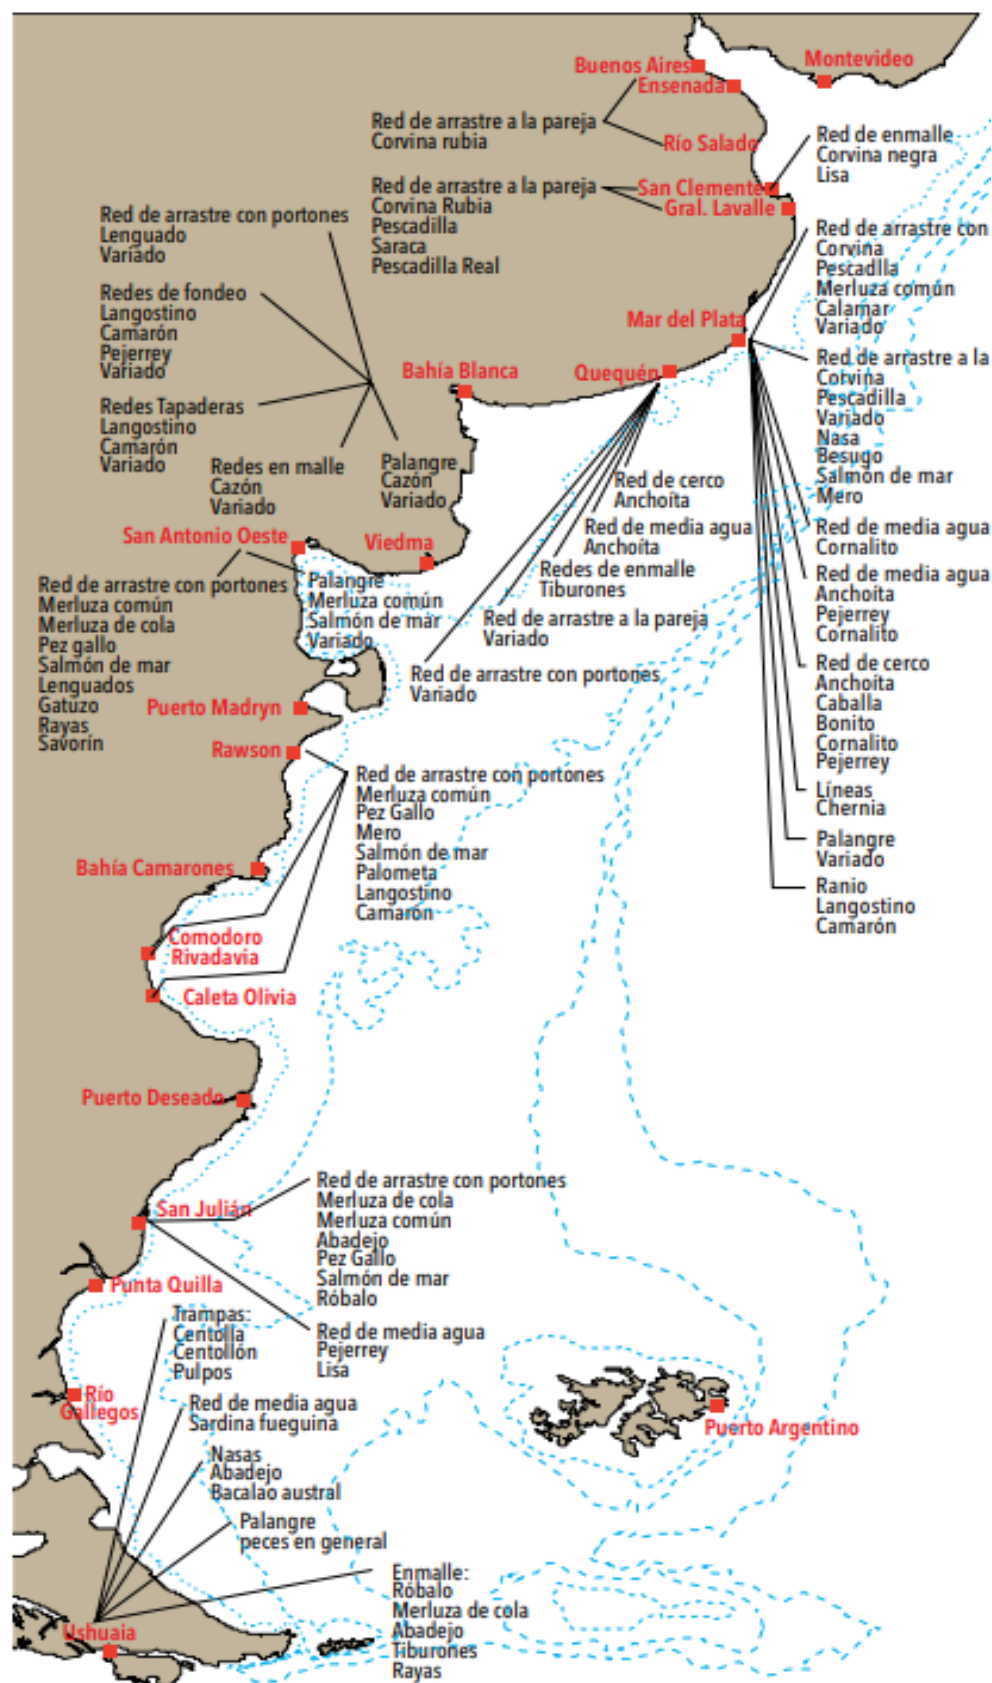 Montevideo
Buenos Aires
Ensenada
Red de arrastre a la pareja
Corvina rubia
Río Salado
Red de enmalle
Corvina negra
Lisa
Red de arrastre a la pareja
Corvina Rubia
Pescadilla
Saraca
Pescadilla Real
San Clemente
Gral. Lavalle
Red de arrastre con portones
Lenguado
Variado
Redes de fondeo
Langostino
Camarón
Pejerrey
Variado
Redes Tapaderas
Langostino
Camarón
Variado
Redes en malle
Cazón
Variado
Palangre
Cazón
Variado
Bahía Blanca
Quequén
Mar del Plata
Red de arrastre con
Corvina
Pescadlla
Merluza común
Calamar
Variado
Red de arrastre a la
Corvina
Pescadilla
Variado
Nasa
Besugo
Salmón de mar
Mero
Red de media agua
Cornalito
Red de media agua
Anchoíta
Pejerrey
Cornalito
Red de cerco
Anchoíta
Caballa
Bonito
Cornalito
Pejerrey
Líneas
Chernia
Palangre
Variado
Ranio
Langostino
Camarón
Red de cerco
Anchoíta
Red de media agua
Anchoíta
Redes de enmalle
Tiburones
Red de arrastre a la pareja
Variado
Red de arrastre con portones
Variado
San Antonio Oeste
Viedma
Red de arrastre con portones
Merluza común
Merluza de cola
Pez gallo
Salmón de mar
Lenguados
Gatuzo
Rayas
Savorín
Palangre
Merluza común
Salmón de mar
Variado
Puerto Madryn
Rawson
Red de arrastre con portones
Merluza común
Pez Gallo
Mero
Salmón de mar
Palometa
Langostino
Camarón
Bahía Camarones
Comodoro
Rivadavia
Caleta Olivia
Puerto Deseado
San Julián
Red de arrastre con portones
Merluza de cola
Merluza común
Abadejo
Pez Gallo
Salmón de mar
Róbalo
Red de media agua
Pejerrey
Lisa
Punta Quilla
Trampas:
Centolla
Centollón
Pulpos
Río
Gallegos
Red de media agua
Sardina fueguina
Nasas
Abadejo
Bacalao austral
Palangre
peces en general
Puerto Argentino
Enmalle:
Róbalo
Merluza de cola
Abadejo
Tiburones
Rayas
Ushuaia